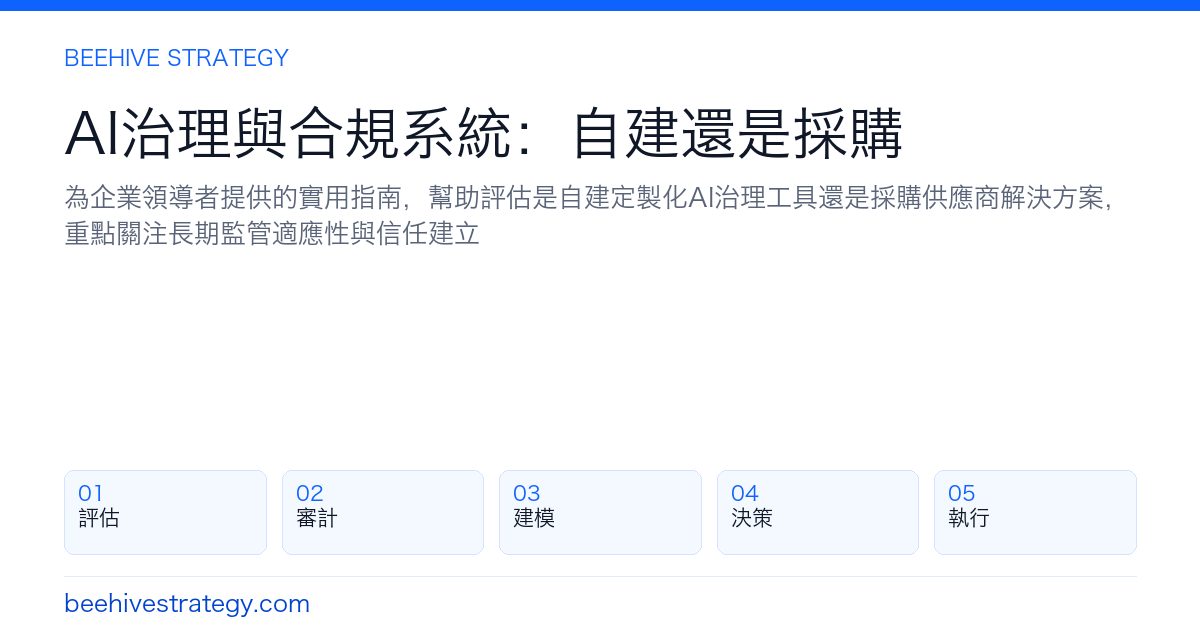 BEEHIVE STRATEGY
AI治理與合規系統：自建還是採購
為企業領導者提供的實用指南，幫助評估是自建定製化AI治理工具還是採購供應商解決方案，
重點關注長期監管適應性與信任建立
01
評估
02
審計
03
建模
04
決策
05
執行
beehivestrategy.com